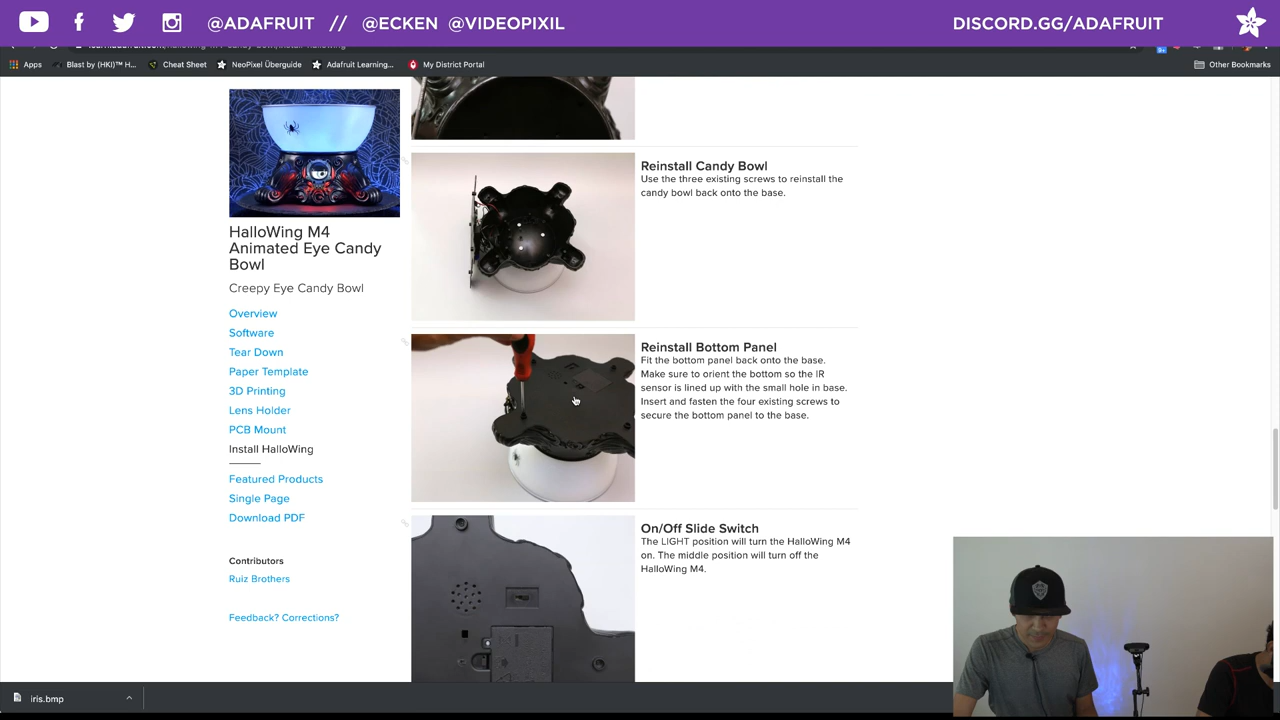 @ADAFRUIT // @ECKEN @VIDEOPIXIL
DISCORD.GG/ADAFRUIT
Apps
Blast by (HKI)™ H...
Cheat Sheet
NeoPixel Überguide
Adafruit Learning...
My District Portal
Other Bookmarks
HalloWing M4
Animated Eye Candy
Bowl
Creepy Eye Candy Bowl
Overview
Software
Tear Down
Paper Template
3D Printing
Lens Holder
PCB Mount
Install HalloWing
Featured Products
Single Page
Download PDF
Contributors
Ruiz Brothers
Feedback? Corrections?
Reinstall Candy Bowl
Use the three existing screws to reinstall the
candy bowl back onto the base.
Reinstall Bottom Panel
Fit the bottom panel back onto the base.
Make sure to orient the bottom so the IR
sensor is lined up with the small hole in base.
Insert and fasten the four existing screws to
secure the bottom panel to the base.
On/Off Slide Switch
The LIGHT position will turn the HalloWing M4
on. The middle position will turn off the
HalloWing M4.
iris.bmp